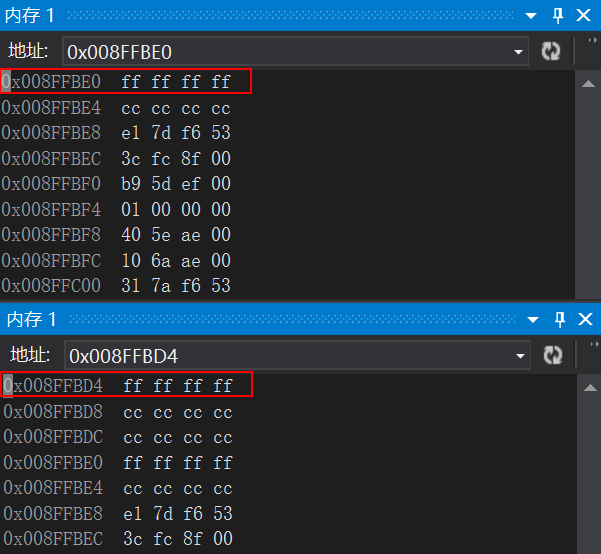 内存 1
地址: 0x008FFBE0
0x008FFBE0 ff ff ff ff
0x008FFBE4 cc cc cc cc
0x008FFBE8 e1 7d f6 53
0x008FFBEC 3c fc 8f 00
0x008FFBF0 b9 5d ef 00
0x008FFBF4 01 00 00 00
0x008FFBF8 40 5e ae 00
0x008FFBFC 10 6a ae 00
0x008FFC00 31 7a f6 53
内存 1
地址: 0x008FFBD4
0x008FFBD4 ff ff ff ff
0x008FFBD8 cc cc cc cc
0x008FFBDC cc cc cc cc
0x008FFBE0 ff ff ff ff
0x008FFBE4 cc cc cc cc
0x008FFBE8 e1 7d f6 53
0x008FFBEC 3c fc 8f 00